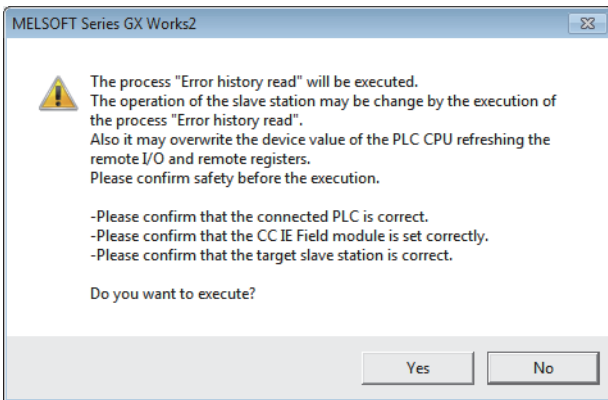 MELSOFT Series GX Works2
The process "Error history read" will be executed.
The operation of the slave station may be change by the execution of
the process "Error history read".
Also it may overwrite the device value of the PLC CPU refreshing the
remote I/O and remote registers.
Please confirm safety before the execution.
-Please confirm that the connected PLC is correct.
-Please confirm that the CC IE Field module is set correctly.
-Please confirm that the target slave station is correct.
Do you want to execute?
Yes
No